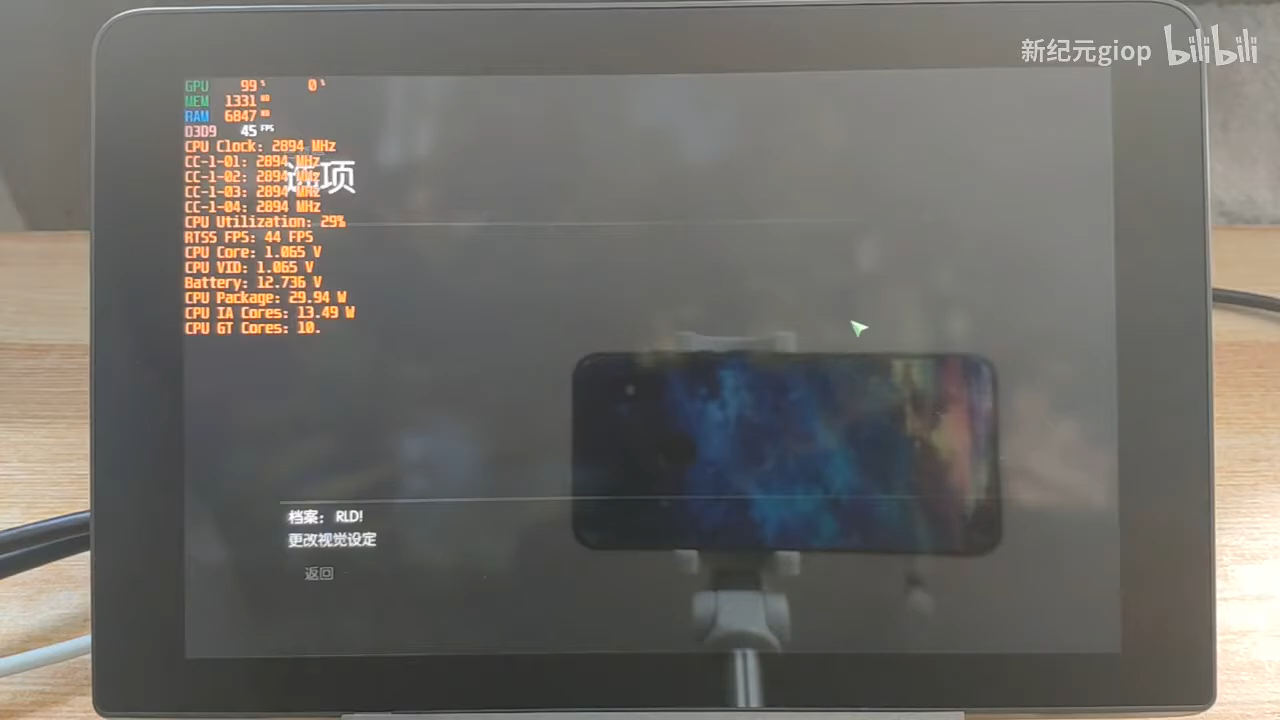 新纪元giop bilibili
GPU 99 % 0 %
MEM 1331 MB
RAM 6847 MB
D3D9 45 FPS
CPU Clock: 2894 MHz
CC-1-01: 2894 MHz
CC-1-02: 2894 MHz
选项
CC-1-03: 2894 MHz
CC-1-04: 2894 MHz
CPU Utilization: 29%
RTSS FPS: 44 FPS
CPU Core: 1.065 V
CPU VID: 1.065 V
Battery: 12.736 V
CPU Package: 29.94 W
CPU IA Cores: 13.49 W
CPU GT Cores: 10.
档案： RLD!
更改视觉设定
返回